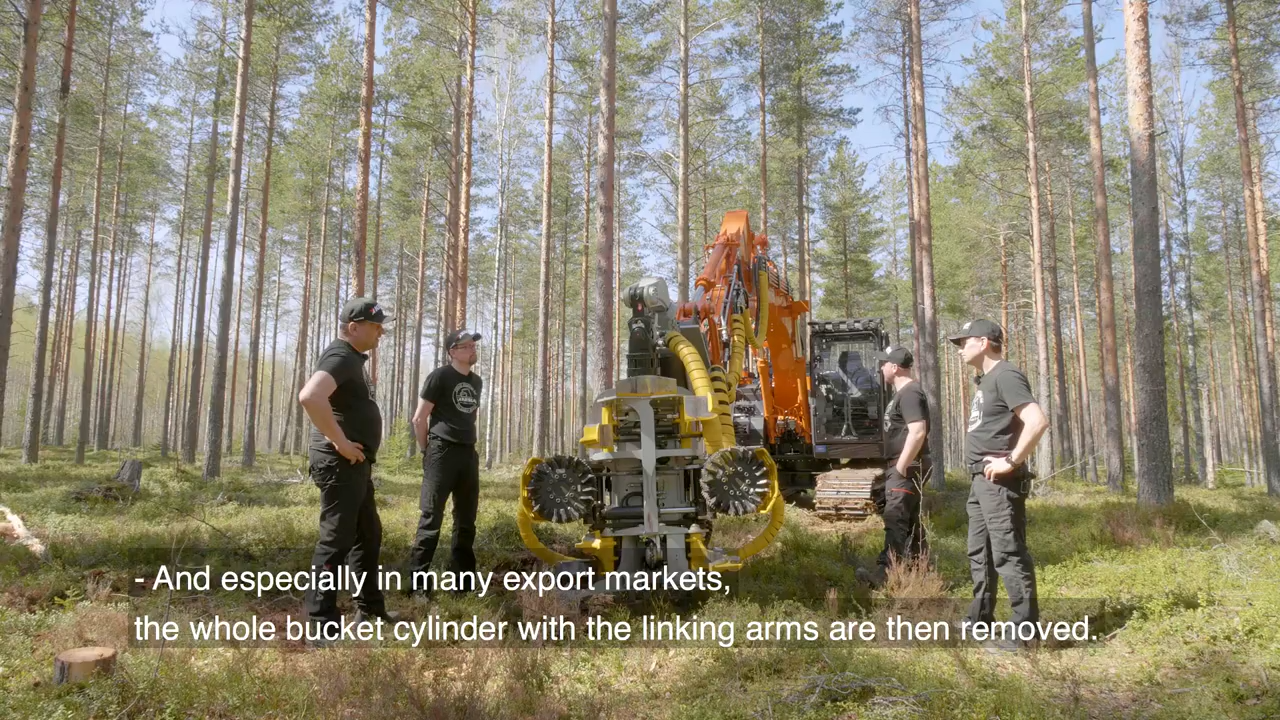 - And especially in many export markets,
the whole bucket cylinder with the linking arms are then removed.